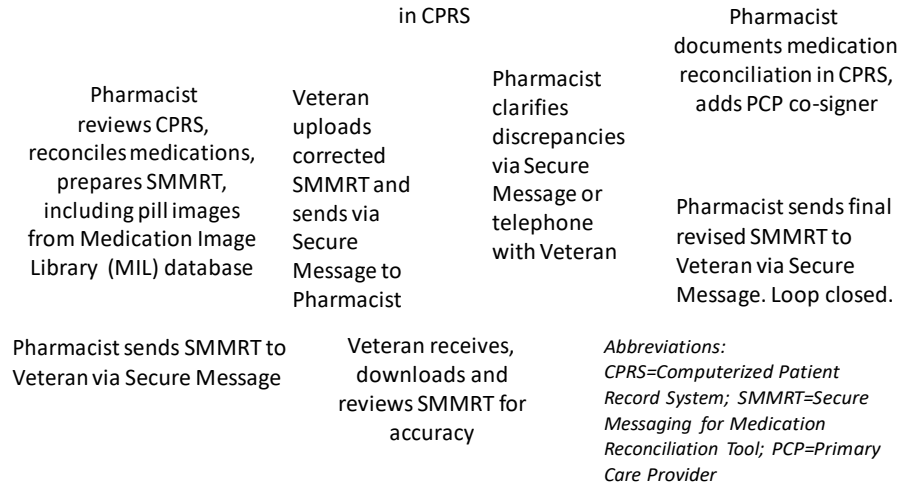 in CPRS
Pharmacist
documents medication
reconciliation in CPRS,
adds PCP co-signer
Pharmacist
reviews CPRS,
reconciles medications,
prepares SMMRT,
including pill images
from Medication Image
Library (MIL) database
Veteran
uploads
corrected
SMMRT and
sends via
Secure
Message to
Pharmacist
Pharmacist
clarifies
discrepancies
via Secure
Message or
telephone
with Veteran
Pharmacist sends final
revised SMMRT to
Veteran via Secure
Message. Loop closed.
Pharmacist sends SMMRT to
Veteran via Secure Message
Veteran receives,
downloads and
reviews SMMRT for
accuracy
Abbreviations:
CPRS=Computerized Patient
Record System; SMMRT=Secure
Messaging for Medication
Reconciliation Tool; PCP=Primary
Care Provider